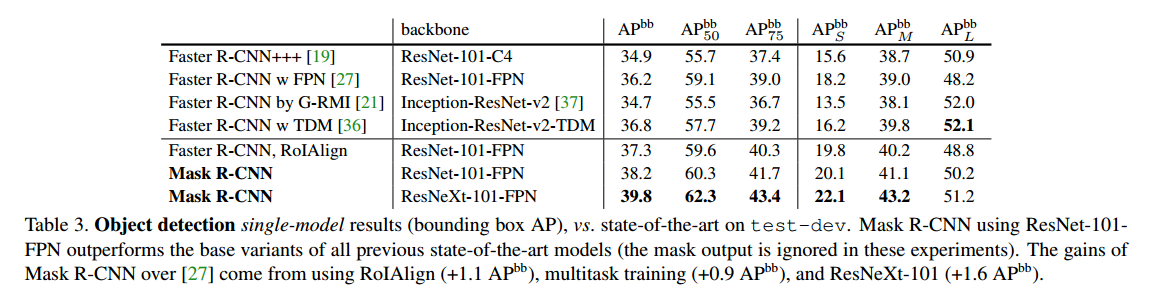 backbone AP^bb AP^bb_50 AP^bb_75 AP^bb_S AP^bb_M AP^bb_L
Faster R-CNN+++ [19] ResNet-101-C4 34.9 55.7 37.4 15.6 38.7 50.9
Faster R-CNN w FPN [27] ResNet-101-FPN 36.2 59.1 39.0 18.2 39.0 48.2
Faster R-CNN by G-RMI [21] Inception-ResNet-v2 [37] 34.7 55.5 36.7 13.5 38.1 52.0
Faster R-CNN w TDM [36] Inception-ResNet-v2-TDM 36.8 57.7 39.2 16.2 39.8 52.1
Faster R-CNN, RoIAlign ResNet-101-FPN 37.3 59.6 40.3 19.8 40.2 48.8
Mask R-CNN ResNet-101-FPN 38.2 60.3 41.7 20.1 41.1 50.2
Mask R-CNN ResNeXt-101-FPN 39.8 62.3 43.4 22.1 43.2 51.2
Table 3. Object detection single-model results (bounding box AP), vs. state-of-the-art on test-dev. Mask R-CNN using ResNet-101-
FPN outperforms the base variants of all previous state-of-the-art models (the mask output is ignored in these experiments). The gains of
Mask R-CNN over [27] come from using RoIAlign (+1.1 AP^bb), multitask training (+0.9 AP^bb), and ResNeXt-101 (+1.6 AP^bb).